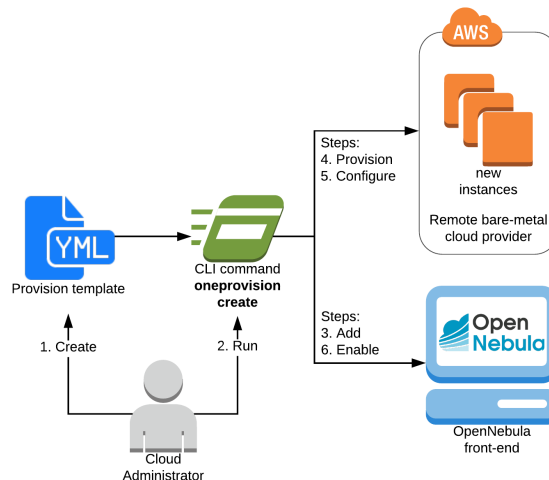 AWS
new
instances
Remote bare-metal
cloud provider
Steps:
4. Provision
5. Configure
YML
Provision template
CLI command
oneprovision
create
Steps:
3. Add
6. Enable
1. Create
2. Run
Open
Nebula
OpenNebula
front-end
Cloud
Administrator